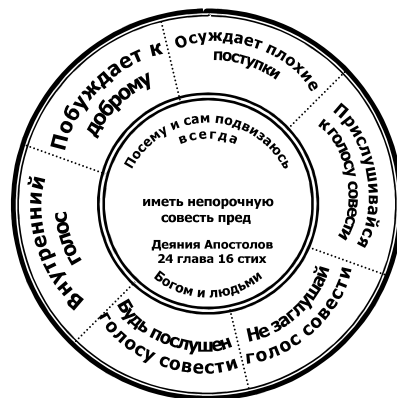 Осуждает плохие
поступки
Прислушивайся
к голосу совести
Не заглушай
голос совести
Будь послушен
голосу совести
Внутренний
голос
Побуждает к
доброму
Посему и сам подвизаюсь
всегда
иметь непорочную
совесть пред
Богом и людьми
Деяния Апостолов
24 глава 16 стих